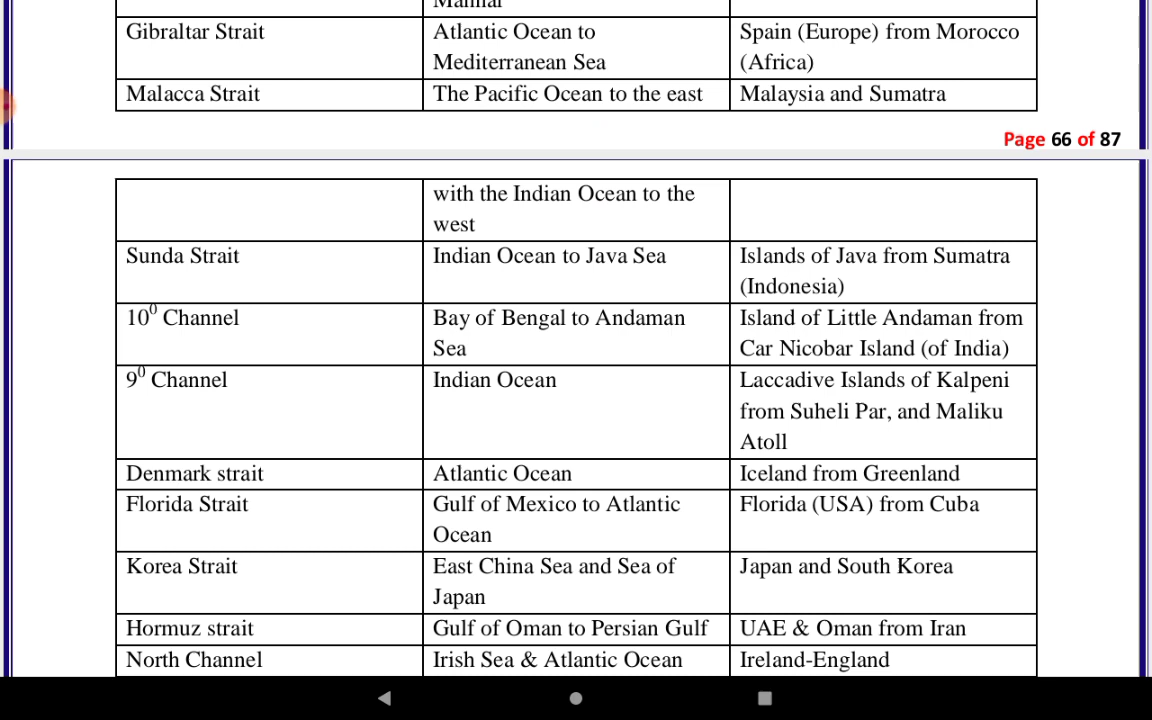 Mannar
Gibraltar Strait
Atlantic Ocean to
Mediterranean Sea
Spain (Europe) from Morocco
(Africa)
Malacca Strait
The Pacific Ocean to the east
Malaysia and Sumatra
Page 66 of 87
with the Indian Ocean to the
west
Sunda Strait
Indian Ocean to Java Sea
Islands of Java from Sumatra
(Indonesia)
10⁰ Channel
Bay of Bengal to Andaman
Sea
Island of Little Andaman from
Car Nicobar Island (of India)
9⁰ Channel
Indian Ocean
Laccadive Islands of Kalpeni
from Suheli Par, and Maliku
Atoll
Denmark strait
Atlantic Ocean
Iceland from Greenland
Florida Strait
Gulf of Mexico to Atlantic
Ocean
Florida (USA) from Cuba
Korea Strait
East China Sea and Sea of
Japan
Japan and South Korea
Hormuz strait
Gulf of Oman to Persian Gulf
UAE & Oman from Iran
North Channel
Irish Sea & Atlantic Ocean
Ireland-England